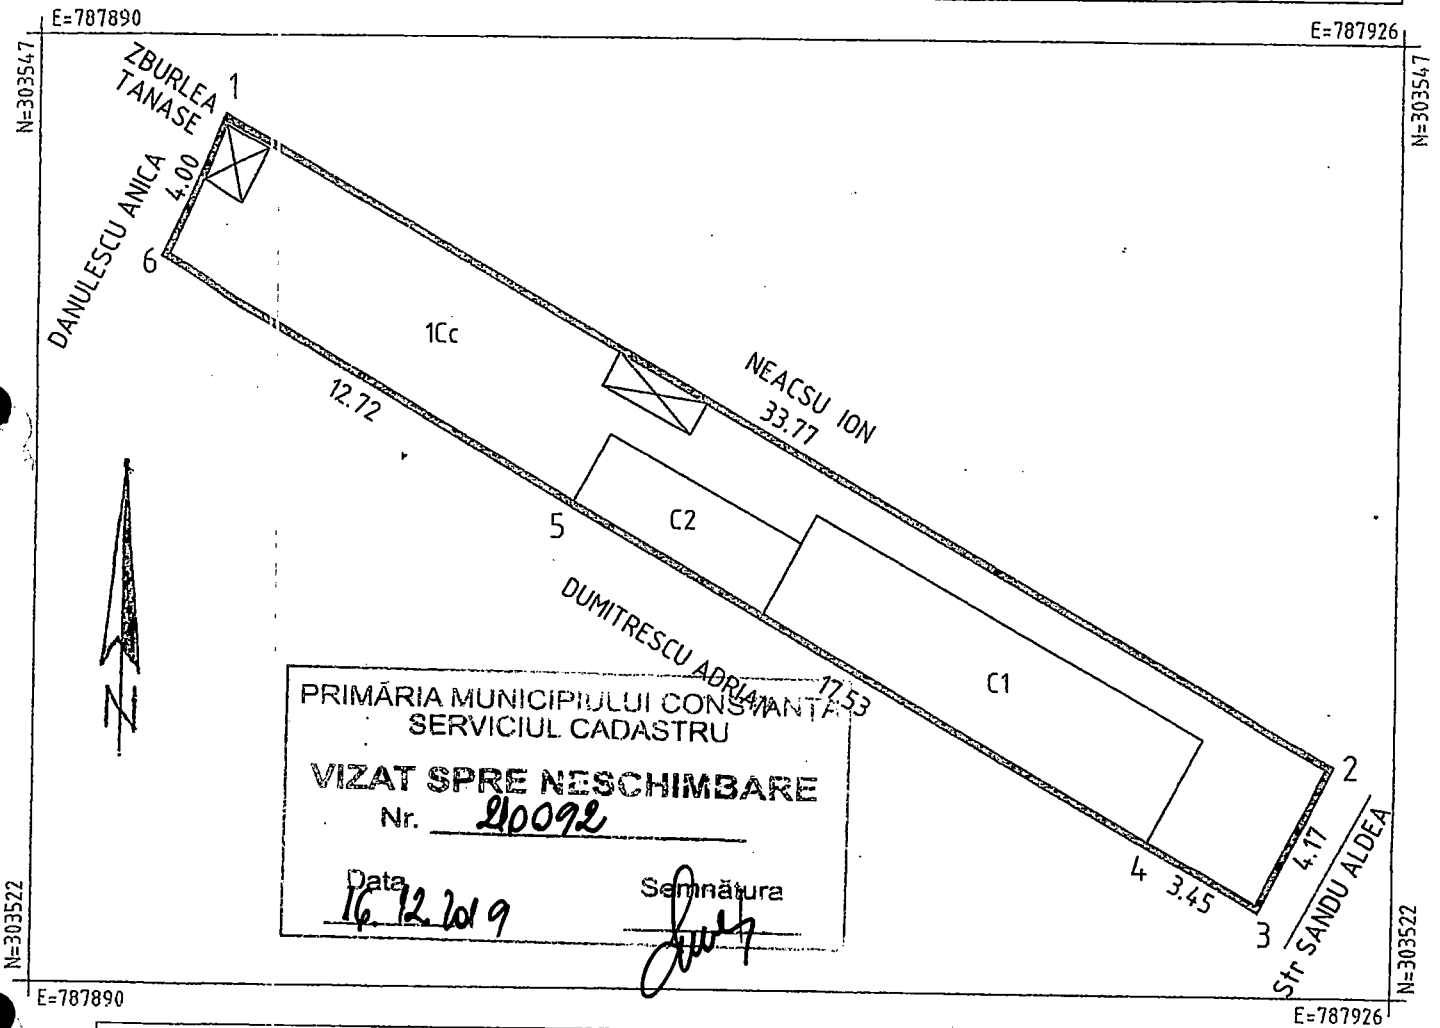 E=787890
E=787926
N=303547
N=303547
ZBURLEA
TANASE
1
4.00
DANULESCU ANICA
6
1Cc
12.72
NEACSU ION
33.77
5
C2
DUMITRESCU ADRIAN
17.53
C1
2
4.17
4
3.45
3
Str SANDU ALDEA
N
PRIMĂRIA MUNICIPIULUI CONSTANȚA
SERVICIUL CADASTRU
VIZAT SPRE NESCHIMBARE
Nr. 210092
Data
16.12.2019
Semnătura
N=303522
N=303522
E=787890
E=787926